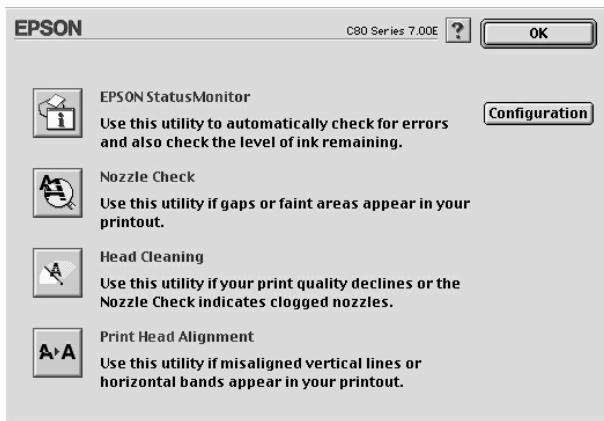 EPSON
C80 Series 7.00E
?
OK
EPSON StatusMonitor
Use this utility to automatically check for errors
and also check the level of ink remaining.
Configuration
Nozzle Check
Use this utility if gaps or faint areas appear in your
printout.
Head Cleaning
Use this utility if your print quality declines or the
Nozzle Check indicates clogged nozzles.
A A
Print Head Alignment
Use this utility if misaligned vertical lines or
horizontal bands appear in your printout.